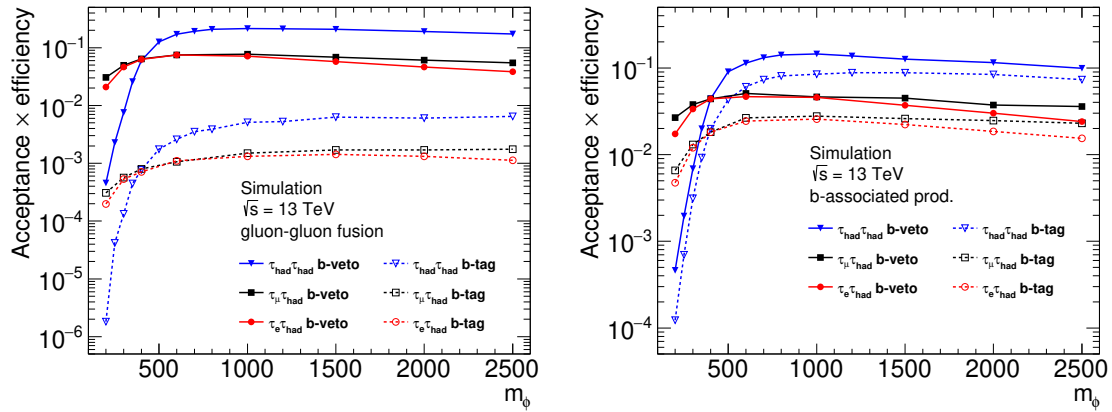 Acceptance × efficiency
10⁻¹
10⁻²
10⁻³
10⁻⁴
10⁻⁵
10⁻⁶
Simulation
√s = 13 TeV
gluon-gluon fusion
τhadτhad b-veto
τhadτhad b-tag
τμτhad b-veto
τμτhad b-tag
τeτhad b-veto
τeτhad b-tag
500 1000 1500 2000 2500
mϕ
Acceptance × efficiency
10⁻¹
10⁻²
10⁻³
10⁻⁴
Simulation
√s = 13 TeV
b-associated prod.
τhadτhad b-veto
τhadτhad b-tag
τμτhad b-veto
τμτhad b-tag
τeτhad b-veto
τeτhad b-tag
500 1000 1500 2000 2500
mϕ